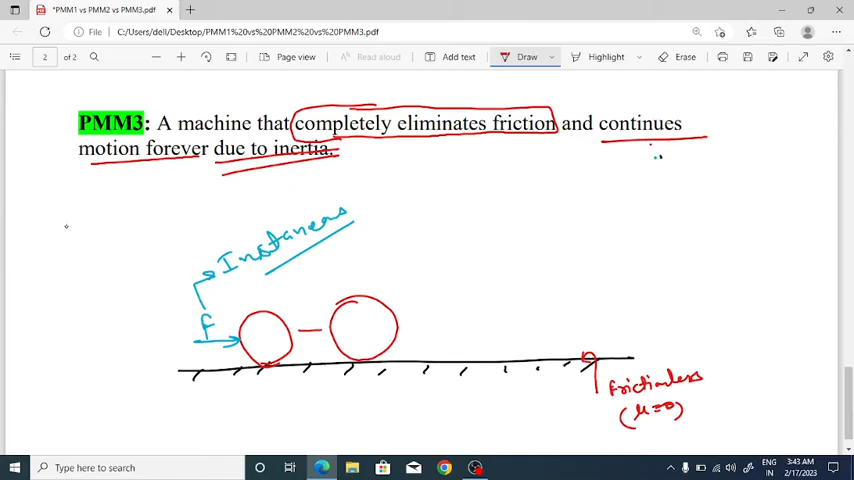 *PMM1 vs PMM2 vs PMM3.pdf
File | C:/Users/dell/Desktop/PMM1%20vs%20PMM2%20vs%20PMM3.pdf
2 of 2 Page view Read aloud Add text Draw Highlight Erase
PMM3: A machine that completely eliminates friction and continues
motion forever due to inertia.
Instaneous
f
frictionless
(μ=0)
Type here to search
ENG
IN
3:43 AM
2/17/2023